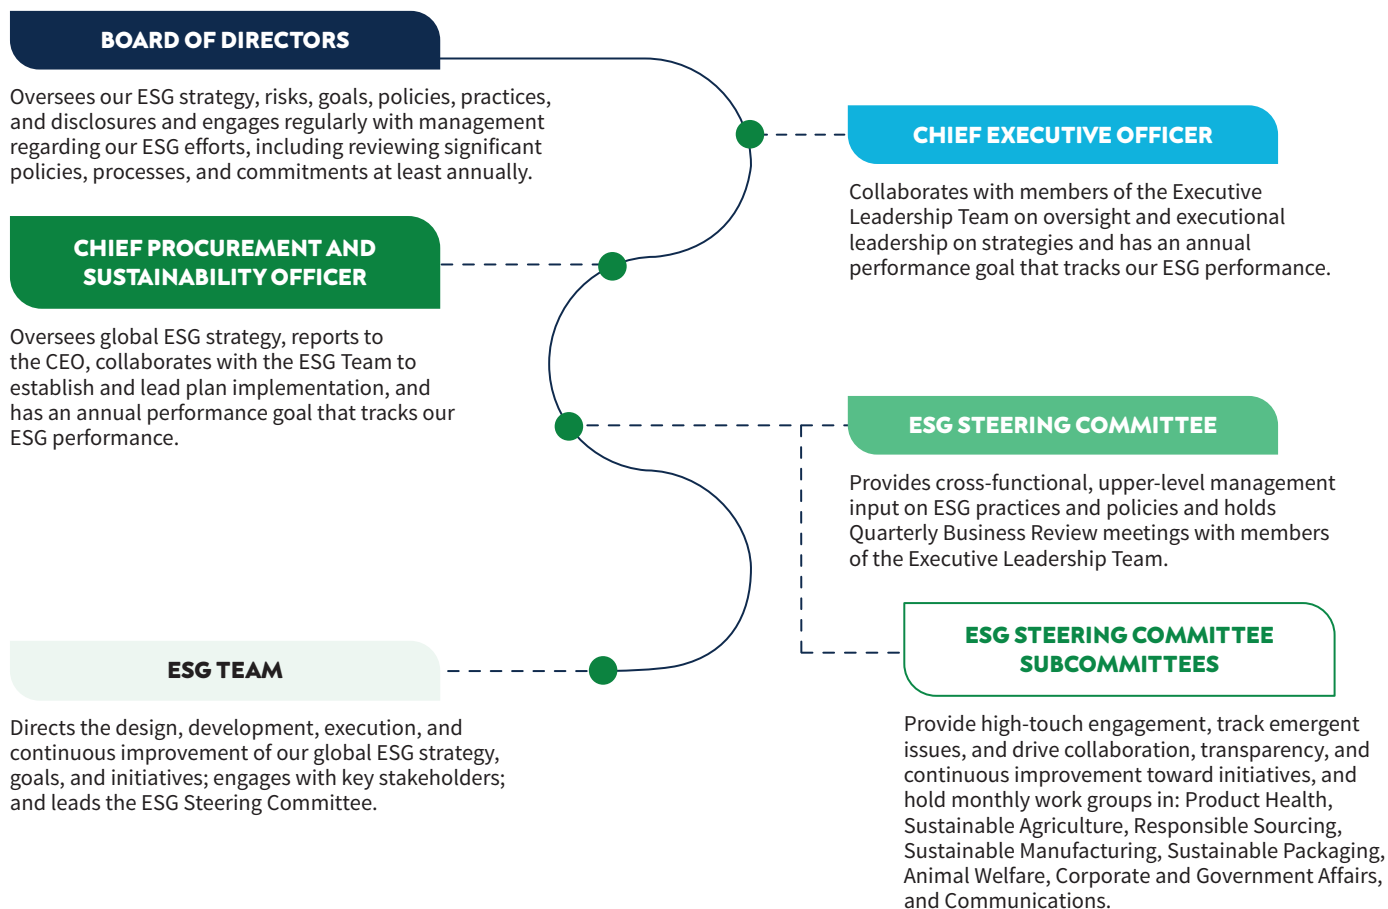 BOARD OF DIRECTORS
Oversees our ESG strategy, risks, goals, policies, practices,
and disclosures and engages regularly with management
regarding our ESG efforts, including reviewing significant
policies, processes, and commitments at least annually.
CHIEF EXECUTIVE OFFICER
Collaborates with members of the Executive
Leadership Team on oversight and executional
leadership on strategies and has an annual
performance goal that tracks our ESG performance.
CHIEF PROCUREMENT AND
SUSTAINABILITY OFFICER
Oversees global ESG strategy, reports to
the CEO, collaborates with the ESG Team to
establish and lead plan implementation, and
has an annual performance goal that tracks our
ESG performance.
ESG STEERING COMMITTEE
Provides cross-functional, upper-level management
input on ESG practices and policies and holds
Quarterly Business Review meetings with members
of the Executive Leadership Team.
ESG STEERING COMMITTEE
SUBCOMMITTEES
Provide high-touch engagement, track emergent
issues, and drive collaboration, transparency, and
continuous improvement toward initiatives, and
hold monthly work groups in: Product Health,
Sustainable Agriculture, Responsible Sourcing,
Sustainable Manufacturing, Sustainable Packaging,
Animal Welfare, Corporate and Government Affairs,
and Communications.
ESG TEAM
Directs the design, development, execution, and
continuous improvement of our global ESG strategy,
goals, and initiatives; engages with key stakeholders;
and leads the ESG Steering Committee.